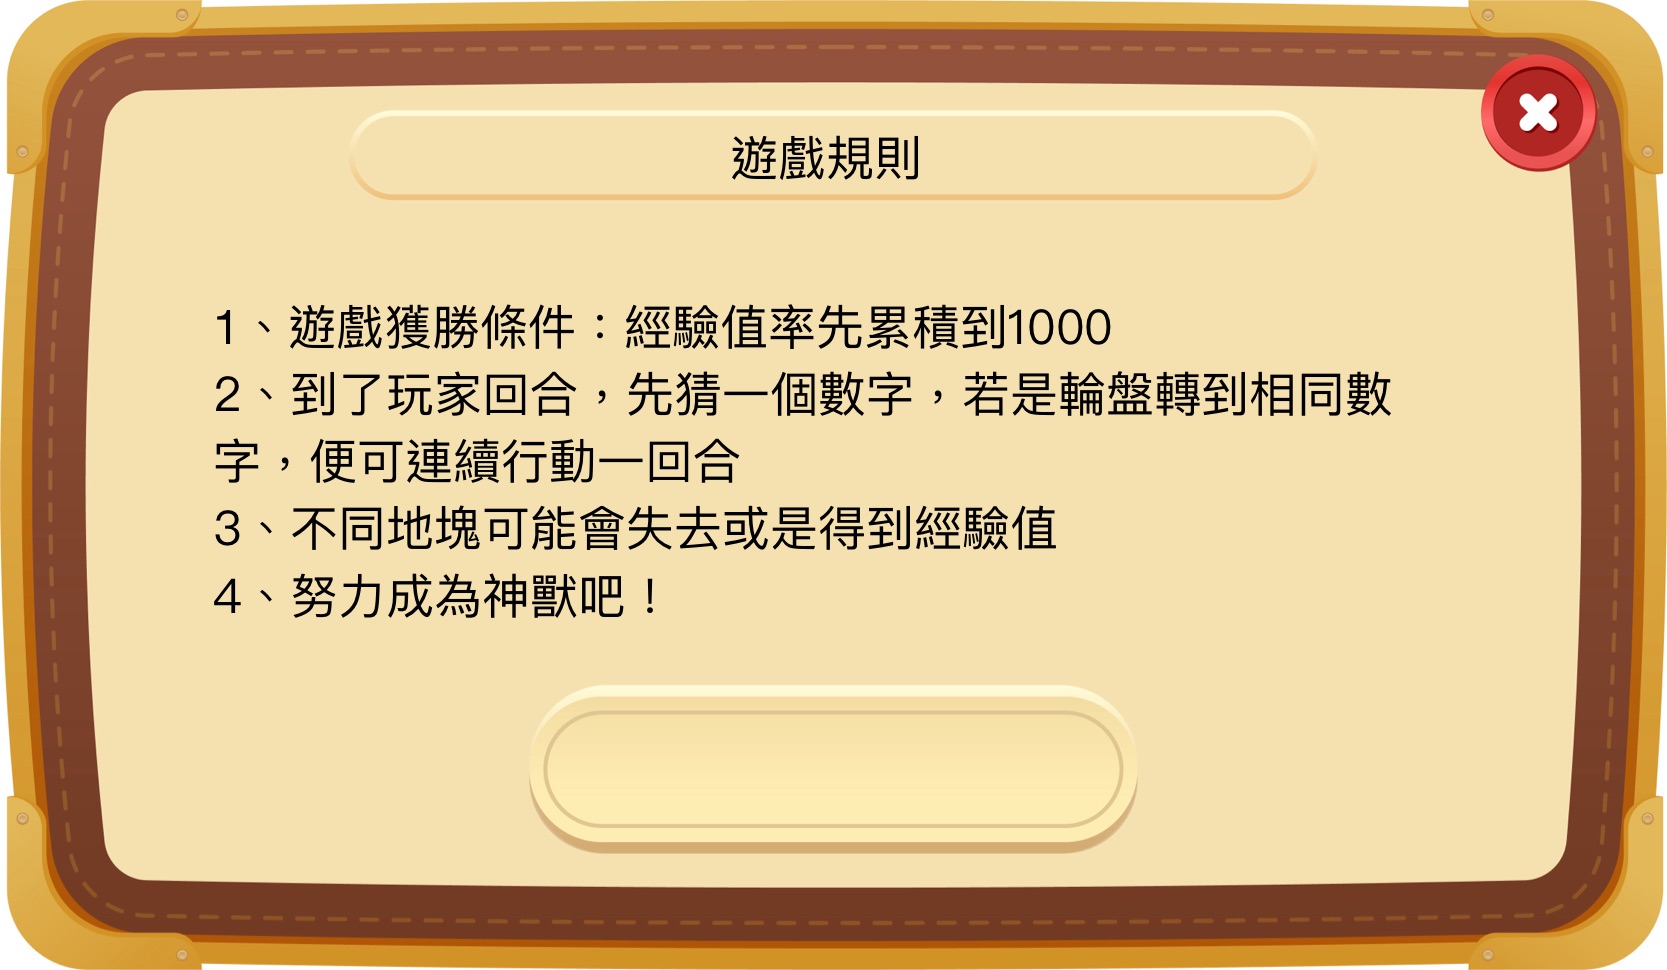 遊戲規則
1、遊戲獲勝條件：經驗值率先累積到1000
2、到了玩家回合，先猜一個數字，若是輪盤轉到相同數
字，便可連續行動一回合
3、不同地塊可能會失去或是得到經驗值
4、努力成為神獸吧！